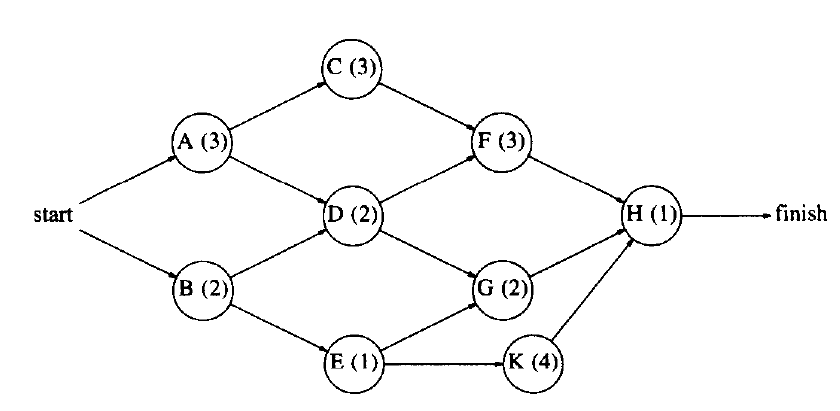 C (3)
A (3)
F (3)
start
D (2)
H (1)
finish
B (2)
G (2)
E (1)
K (4)